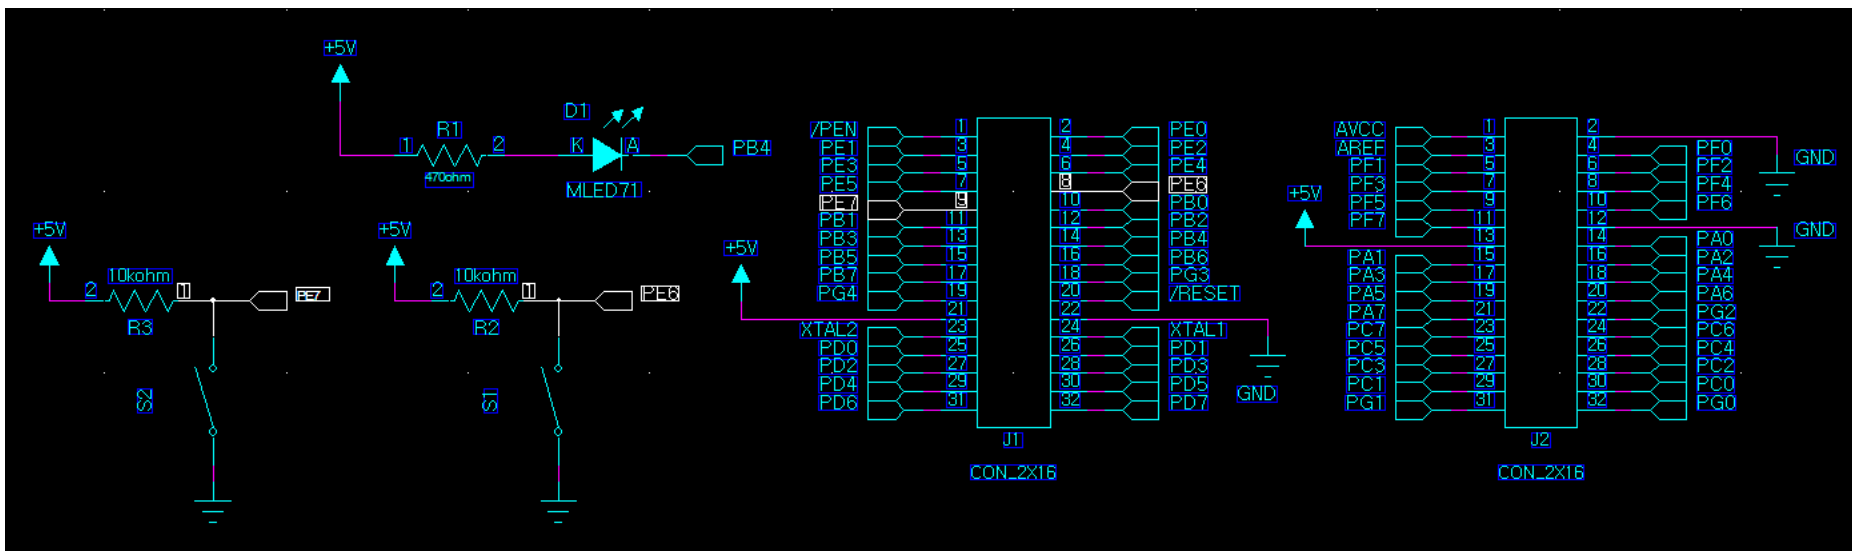 +5V
D1
R1
1 2 K A PB4
470ohm
MLED71
+5V +5V
10kohm 10kohm
2 1 PE7 2 1 PE6
R3 R2
S2 S1
/PEN 1 2 PE0
PE1 3 4 PE2
PE3 5 6 PE4
PE5 7 8 PE6
PE7 9 10 PB0
PB1 11 12 PB2
PB3 13 14 PB4
PB5 15 16 PB6
PB7 17 18 PG3
PG4 19 20 /RESET
+5V 21 22 GND
XTAL2 23 24 XTAL1
PD0 25 26 PD1
PD2 27 28 PD3
PD4 29 30 PD5
PD6 31 32 PD7
J1
CON_2X16
AVCC 1 2 GND
AREF 3 4 PF0
PF1 5 6 PF2
PF3 7 8 PF4
PF5 9 10 PF6
PF7 11 12 GND
+5V 13 14 PA0
PA1 15 16 PA2
PA3 17 18 PA4
PA5 19 20 PA6
PA7 21 22 PG2
PC7 23 24 PC6
PC5 25 26 PC4
PC3 27 28 PC2
PC1 29 30 PC0
PG1 31 32 PG0
J2
CON_2X16